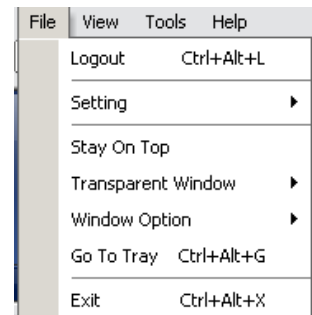 File View Tools Help
Logout Ctrl+Alt+L
Setting
Stay On Top
Transparent Window
Window Option
Go To Tray Ctrl+Alt+G
Exit Ctrl+Alt+X